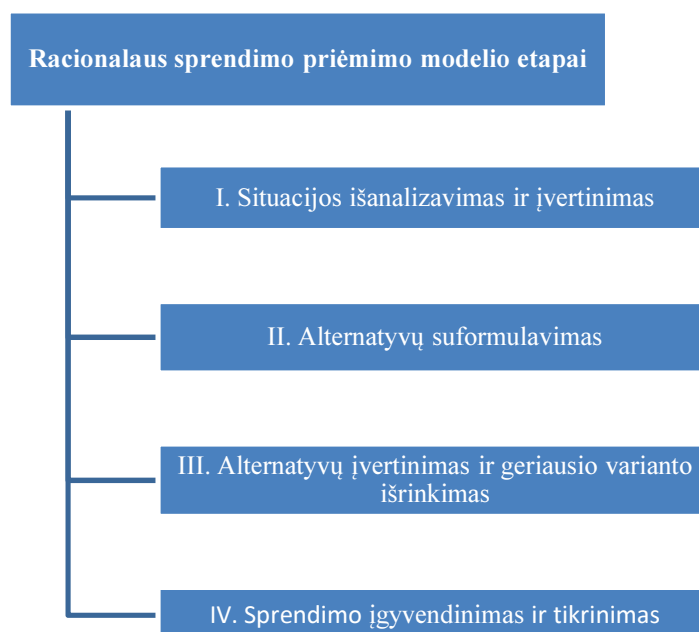 Racionalaus sprendimo priėmimo modelio etapai
I. Situacijos išanalizavimas ir įvertinimas
II. Alternatyvų suformulavimas
III. Alternatyvų įvertinimas ir geriausio varianto
išrinkimas
IV. Sprendimo įgyvendinimas ir tikrinimas